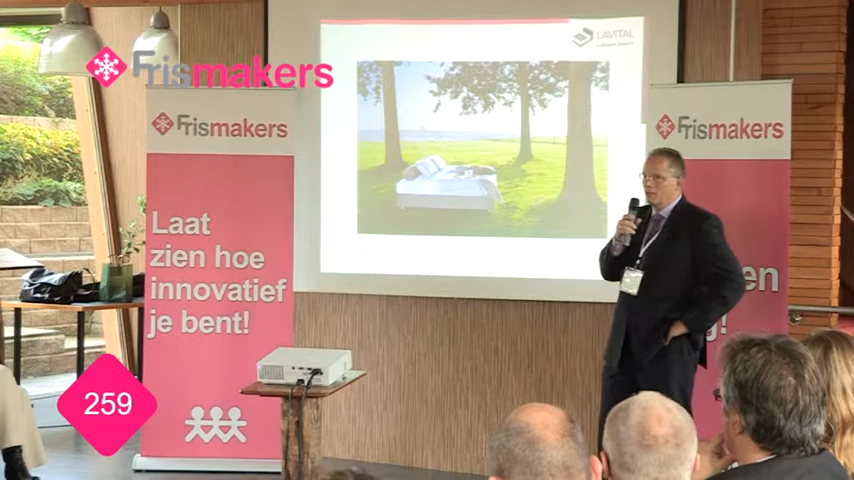 Frismakers
LAVITAL
Frismakers
Frismakers
Laat
zien hoe
innovatief
je bent!
en
g!
259